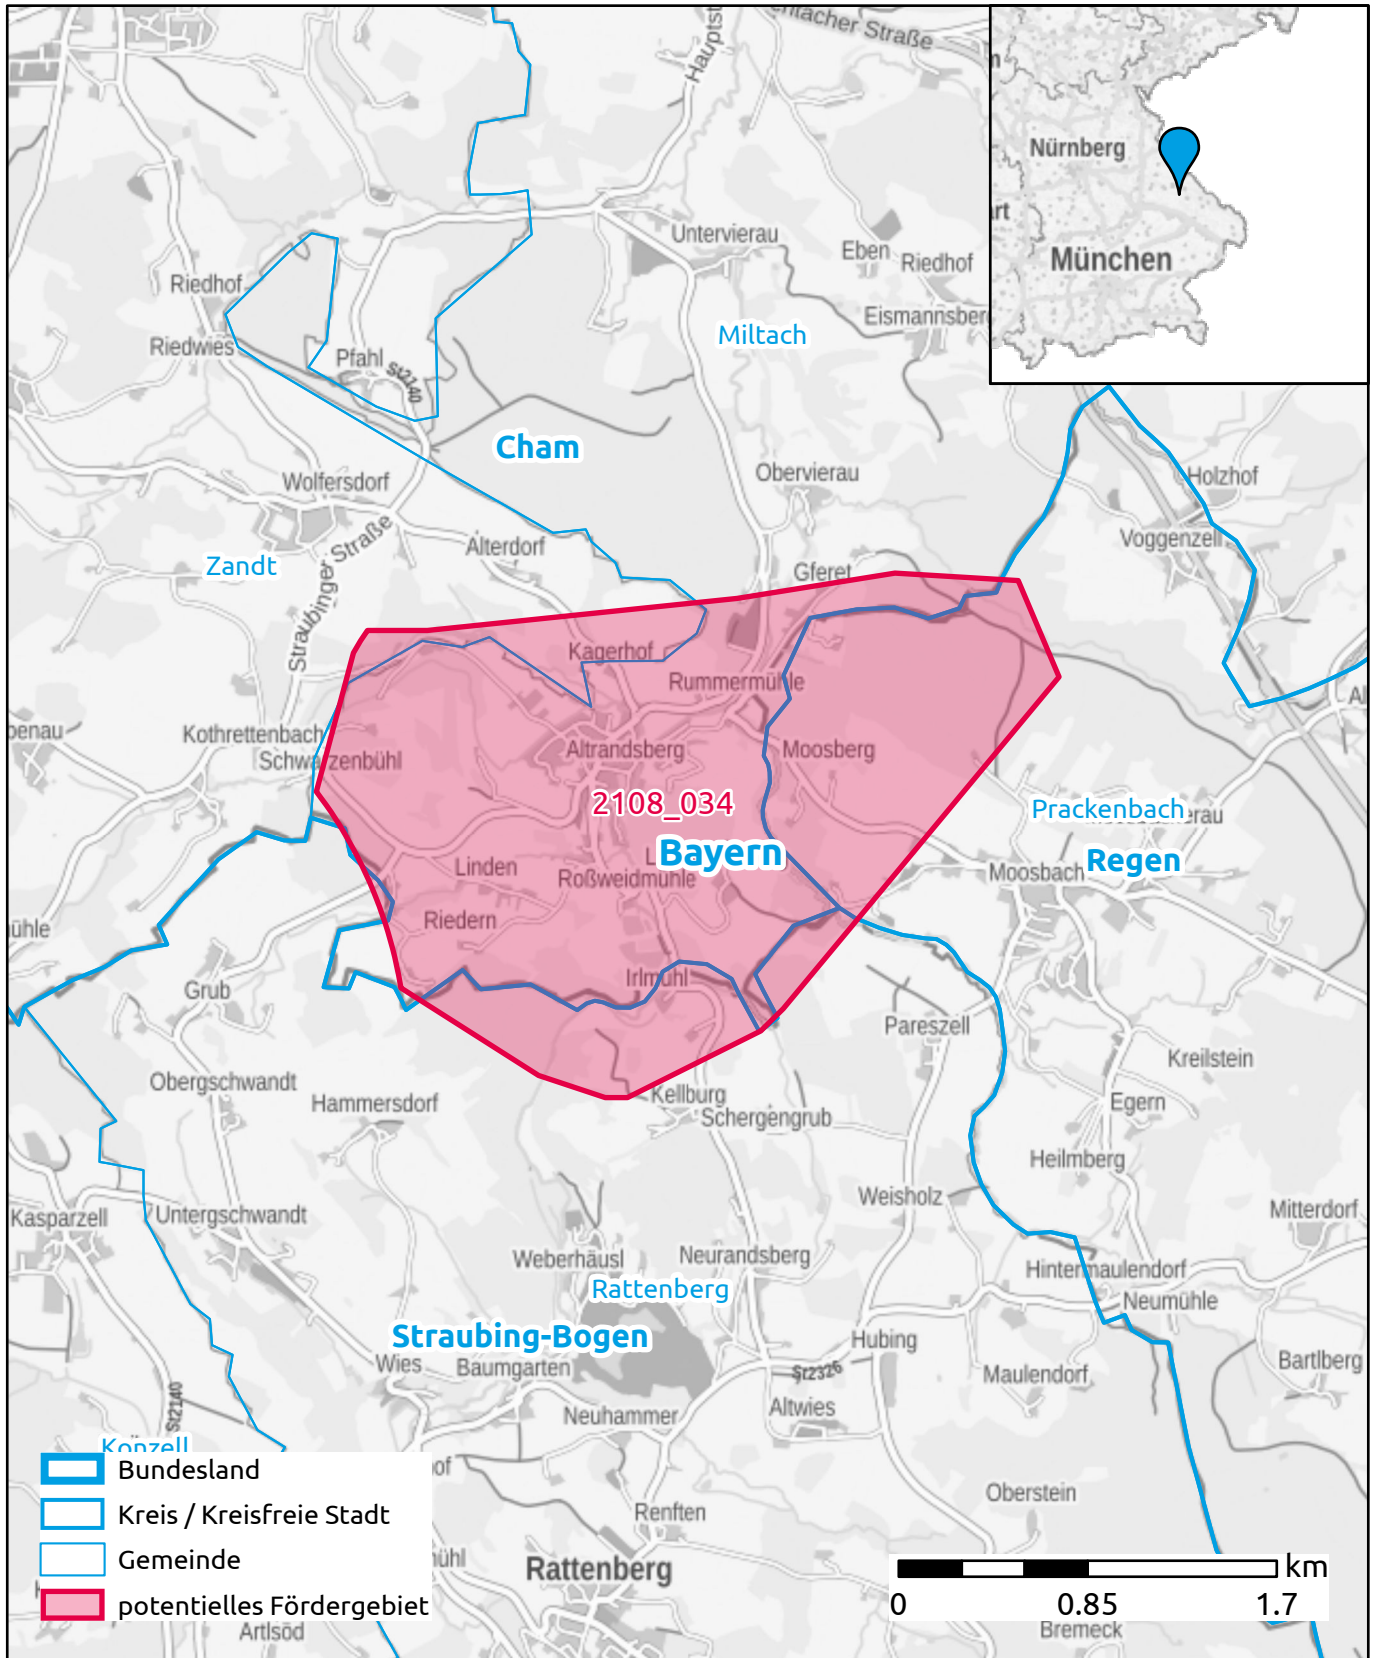 Hauptst
Straße
Nürnberg
München
Untervierau
Eben
Riedhof
Riedhof
Eismannsberg
Miltach
Riedwies
Pfahl
St2140
Cham
Obervierau
Holzhof
Wolfersdorf
Voggenzell
Alterdorf
Straubinger Straße
Zandt
Gferet
Kagerhof
Rummermühle
Kothrettenbach
Schwarzenbühl
Altrandsberg
Moosberg
2108_034
Prackenbach
Bayern
Regen
Moosbach
Linden
Roßweidmühle
Riedern
Irlmühl
Grub
Pareszell
Kreilstein
Obergschwandt
Hammersdorf
Kellburg
Schergengrub
Egern
Heilmberg
Weisholz
Mitterdorf
Kasparzell
Untergschwandt
Weberhäusl
Neurandsberg
Hintermaulendorf
Rattenberg
Neumühle
Straubing-Bogen
Hubing
Wies
Baumgarten
St2326
Maulendorf
Bartlberg
Altwies
Neuhammer
St2140
Konzell
Bundesland
Oberstein
Kreis / Kreisfreie Stadt
Renften
Gemeinde
Rattenberg
km
potentielles Fördergebiet
0 0.85 1.7
Artlsöd
Bremeck